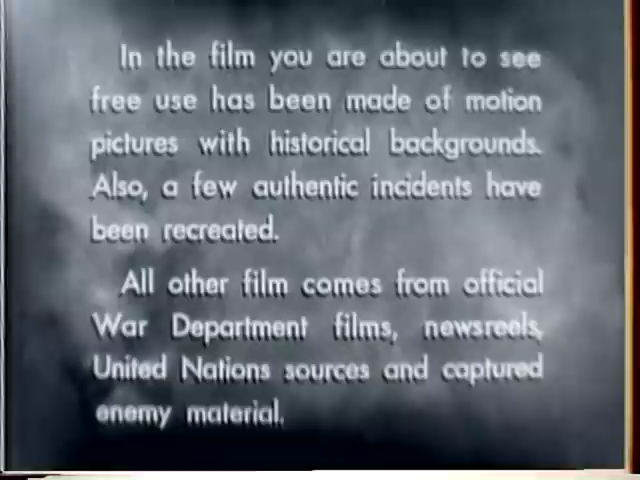 In the film you are about to see
free use has been made of motion
pictures with historical backgrounds.
Also, a few authentic incidents have
been recreated.
All other film comes from official
War Department films, newsreels,
United Nations sources and captured
enemy material.